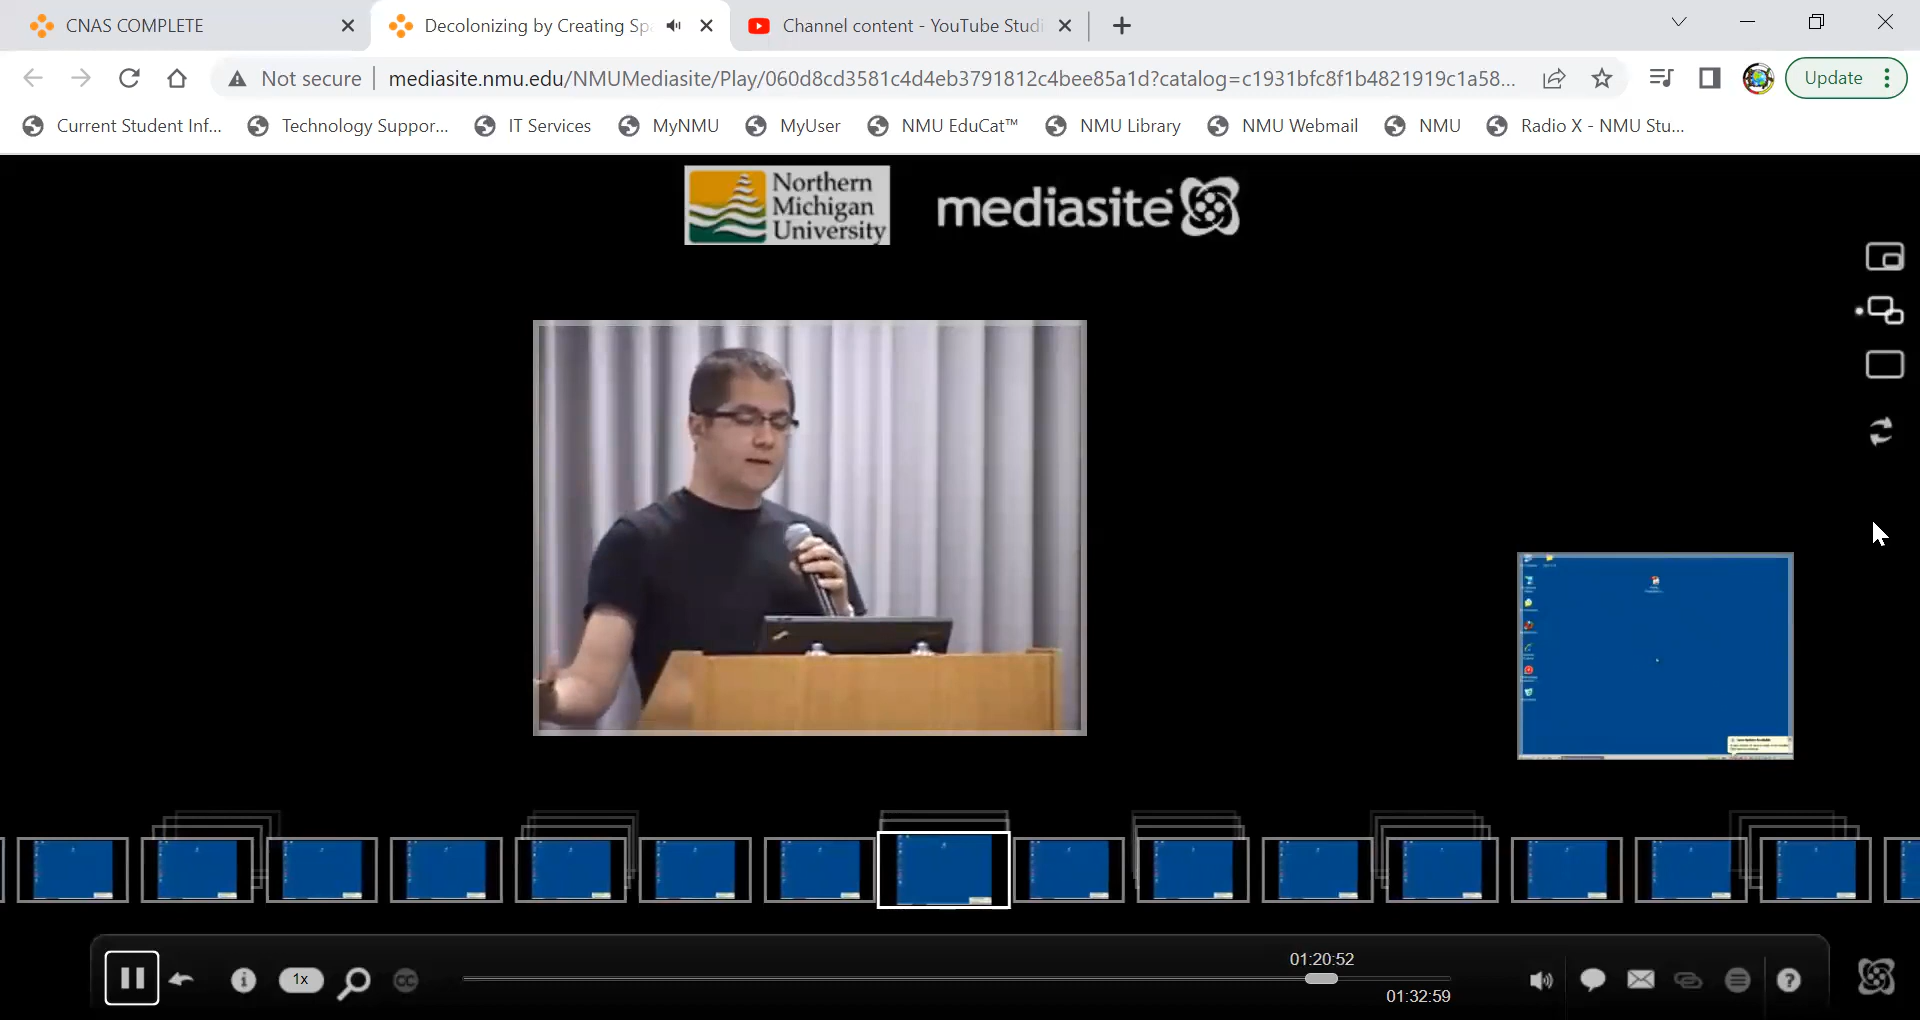 CNAS COMPLETE
Decolonizing by Creating Sp
Channel content - YouTube Studi
Not secure
mediasite.nmu.edu/NMUMediasite/Play/060d8cd3581c4d4eb3791812c4bee85a1d?catalog=c1931bfc8f1b4821919c1a58...
Update
Current Student Inf...
Technology Suppor...
IT Services
MyNMU
MyUser
NMU EduCat™
NMU Library
NMU Webmail
NMU
Radio X - NMU Stu...
Northern
Michigan
University
mediasite
01:20:52
1x
CC
01:32:59